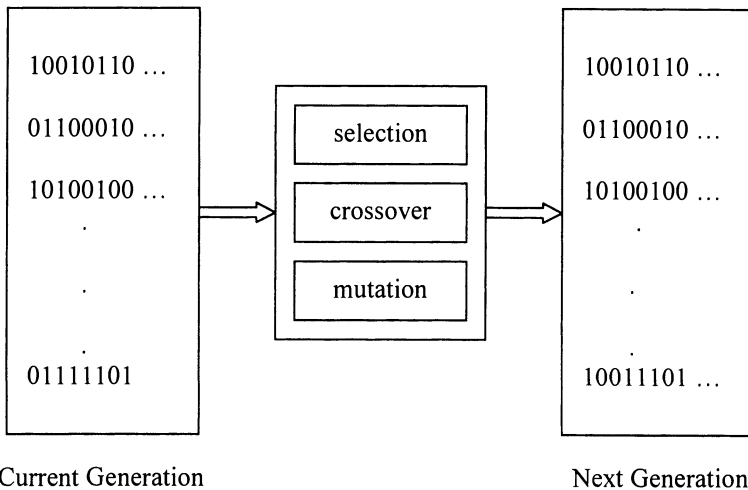 10010110 ...
01100010 ...
10100100 ...
.
.
.
01111101
Current Generation
selection
crossover
mutation
10010110 ...
01100010 ...
10100100 ...
.
.
.
10011101 ...
Next Generation